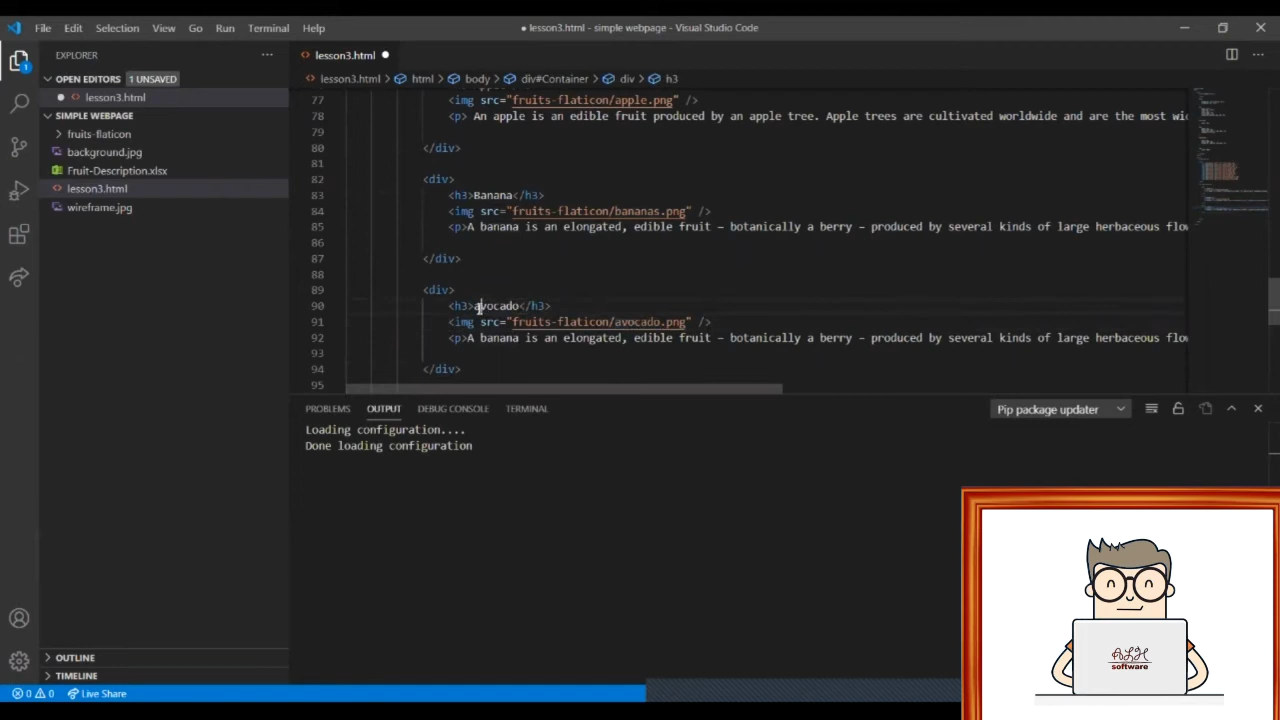 File Edit Selection View Go Run Terminal Help
● lesson3.html - simple webpage - Visual Studio Code
EXPLORER
OPEN EDITORS 1 UNSAVED
lesson3.html
SIMPLE WEBPAGE
fruits-flaticon
background.jpg
Fruit-Description.xlsx
lesson3.html
wireframe.jpg
OUTLINE
TIMELINE
1
lesson3.html
lesson3.html > html > body > div#Container > div > h3
77 <img src="fruits-flaticon/apple.png" />
78 <p> An apple is an edible fruit produced by an apple tree. Apple trees are cultivated worldwide and are the most
79
80 </div>
81
82 <div>
83 <h3>Banana</h3>
84 <img src="fruits-flaticon/bananas.png" />
85 <p>A banana is an elongated, edible fruit – botanically a berry – produced by several kinds of large herbaceous
86
87 </div>
88
89 <div>
90 <h3>avocado</h3>
91 <img src="fruits-flaticon/avocado.png" />
92 <p>A banana is an elongated, edible fruit – botanically a berry – produced by several kinds of large herbaceous
93
94 </div>
95
PROBLEMS OUTPUT DEBUG CONSOLE TERMINAL
Pip package updater
Loading configuration....
Done loading configuration
0 0 Live Share
software